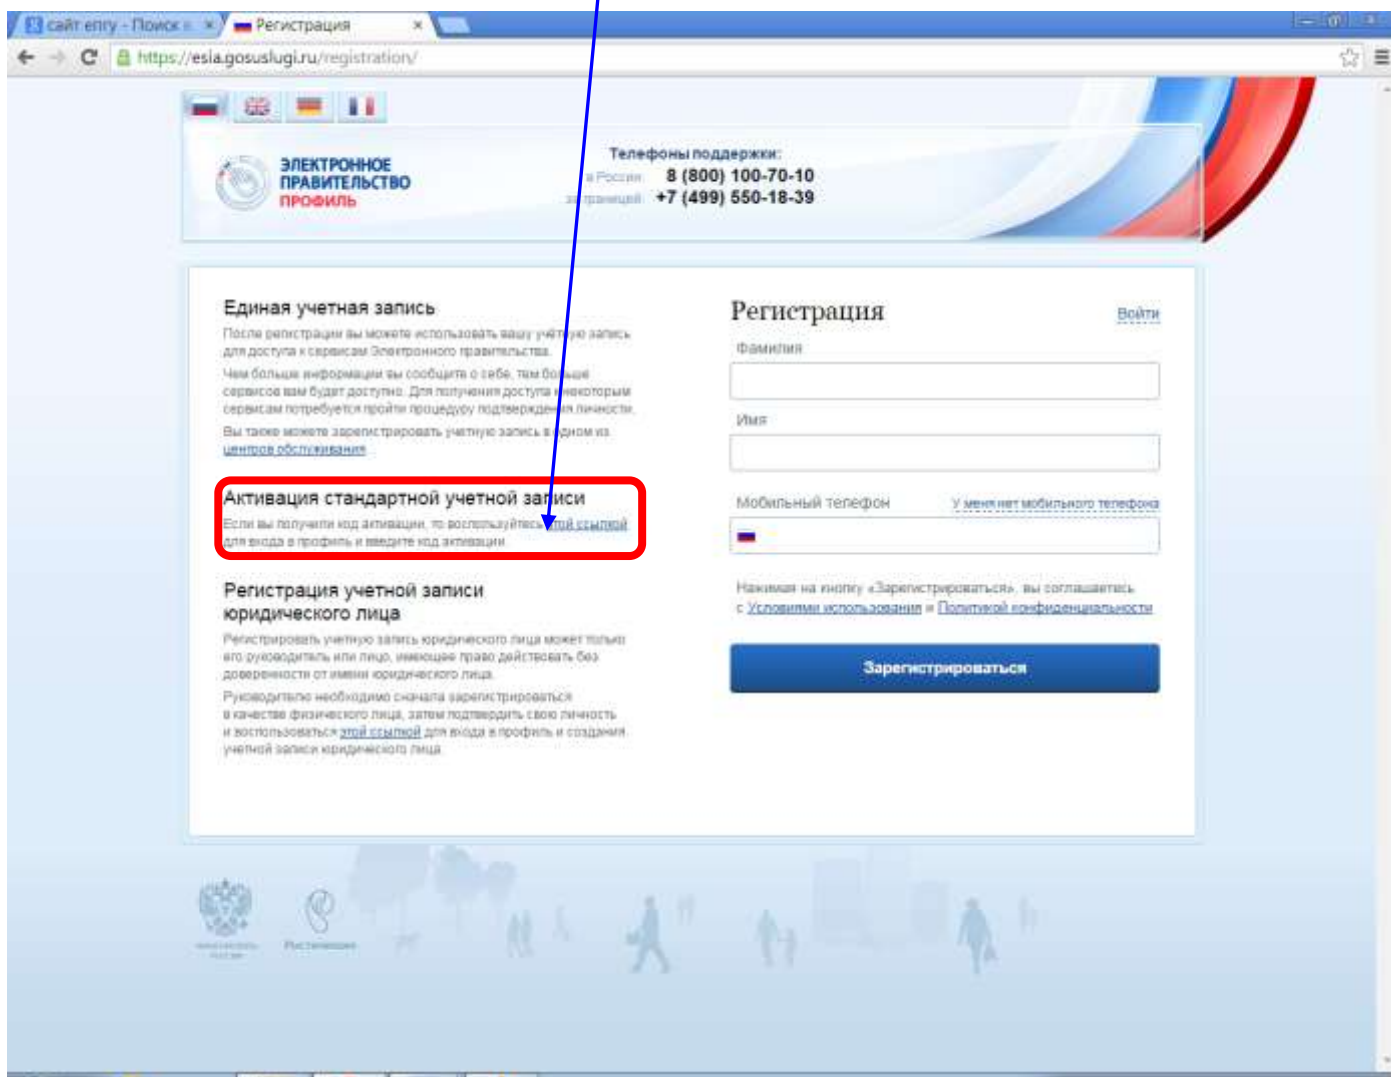 сайт епгу - Поиск в
Регистрация
https://esia.gosuslugi.ru/registration/
ЭЛЕКТРОННОЕ
ПРАВИТЕЛЬСТВО
ПРОФИЛЬ
Телефоны поддержки:
в России: 8 (800) 100-70-10
за границей: +7 (499) 550-18-39
Единая учетная запись
После регистрации вы можете использовать вашу учётную запись
для доступа к сервисам Электронного правительства.
Чем больше информации вы сообщите о себе, тем больше
сервисов вам будет доступно. Для получения доступа к некоторым
сервисам потребуется пройти процедуру подтверждения личности.
Вы также можете зарегистрировать учетную запись в одном из
центров обслуживания
Активация стандартной учетной записи
Если вы получили код активации, то воспользуйтесь этой ссылкой
для входа в профиль и введите код активации.
Регистрация учетной записи
юридического лица
Регистрировать учетную запись юридического лица может только
его руководитель или лицо, имеющее право действовать без
доверенности от имени юридического лица.
Руководителю необходимо сначала зарегистрироваться
в качестве физического лица, затем подтвердить свою личность
и воспользоваться этой ссылкой для входа в профиль и создания
учетной записи юридического лица
Регистрация
Войти
Фамилия
Имя
Мобильный телефон
У меня нет мобильного телефона
Нажимая на кнопку «Зарегистрироваться», вы соглашаетесь
с Условиями использования и Политикой конфиденциальности
Зарегистрироваться
Ростелеком